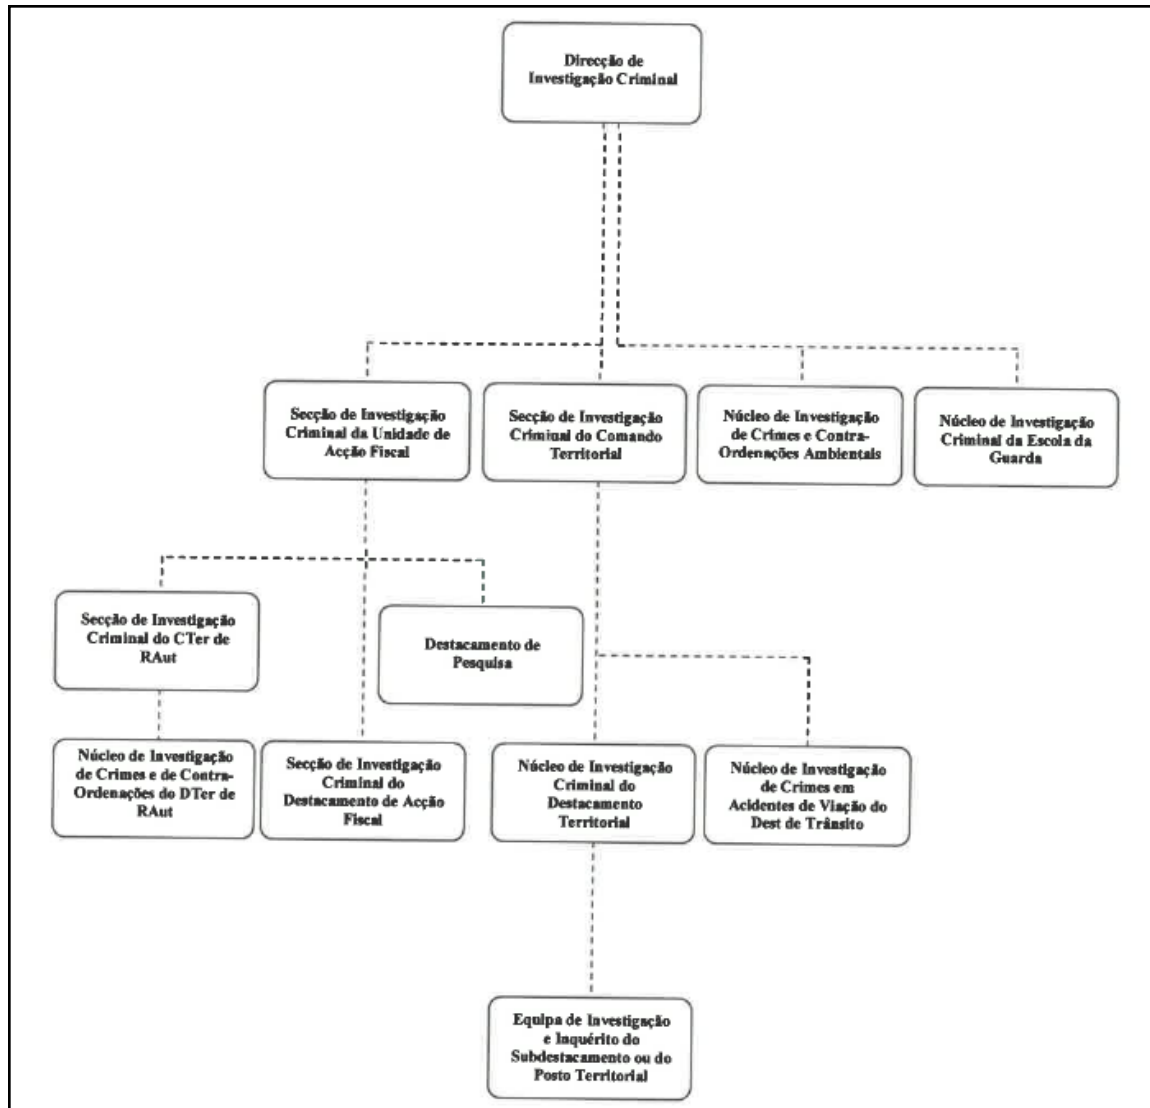 Direcção de
Investigação Criminal
Secção de Investigação
Criminal da Unidade de
Acção Fiscal
Secção de Investigação
Criminal do Comando
Territorial
Núcleo de Investigação
de Crimes e Contra-
Ordenações Ambientais
Núcleo de Investigação
Criminal da Escola da
Guarda
Secção de Investigação
Criminal do CTer de
RAut
Destacamento de
Pesquisa
Núcleo de Investigação
de Crimes e de Contra-
Ordenações do DTer de
RAut
Secção de Investigação
Criminal do
Destacamento de Acção
Fiscal
Núcleo de Investigação
Criminal do
Destacamento
Territorial
Núcleo de Investigação
de Crimes em
Acidentes de Viação do
Dest de Trânsito
Equipa de Investigação
e Inquérito do
Subdestacamento ou do
Posto Territorial